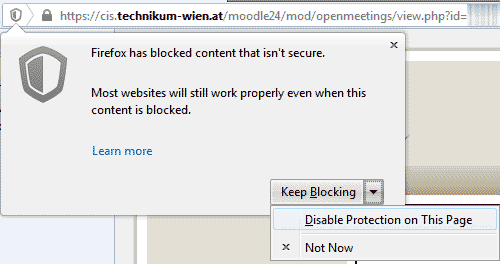 https://cis.technikum-wien.at/moodle24/mod/openmeetings/view.php?id=
Firefox has blocked content that isn't secure.
Most websites will still work properly even when this
content is blocked.
Learn more
Keep Blocking
Disable Protection on This Page
Not Now